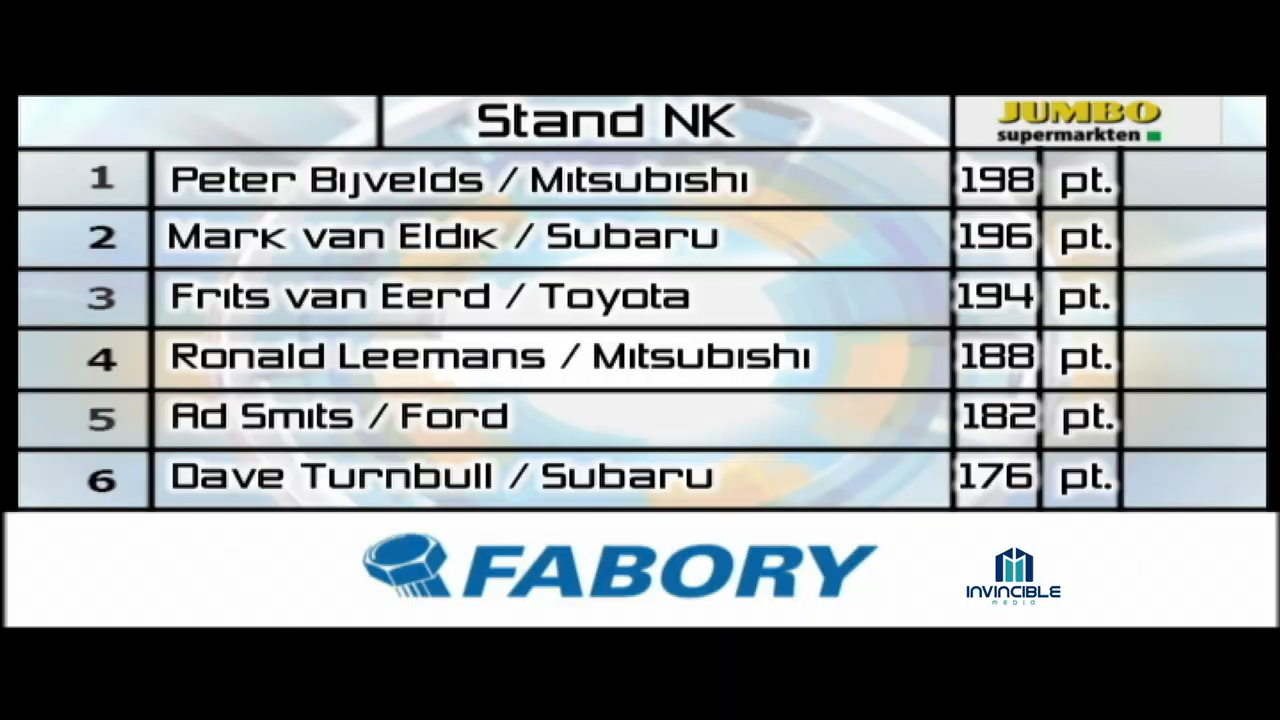 Stand NK
JUMBO
supermarkten
1 Peter Bijvelds / Mitsubishi 198 pt.
2 Mark van Eldik / Subaru 196 pt.
3 Frits van Eerd / Toyota 194 pt.
4 Ronald Leemans / Mitsubishi 188 pt.
5 Ad Smits / Ford 182 pt.
6 Dave Turnbull / Subaru 176 pt.
FABORY
INVINCIBLE
MEDIA